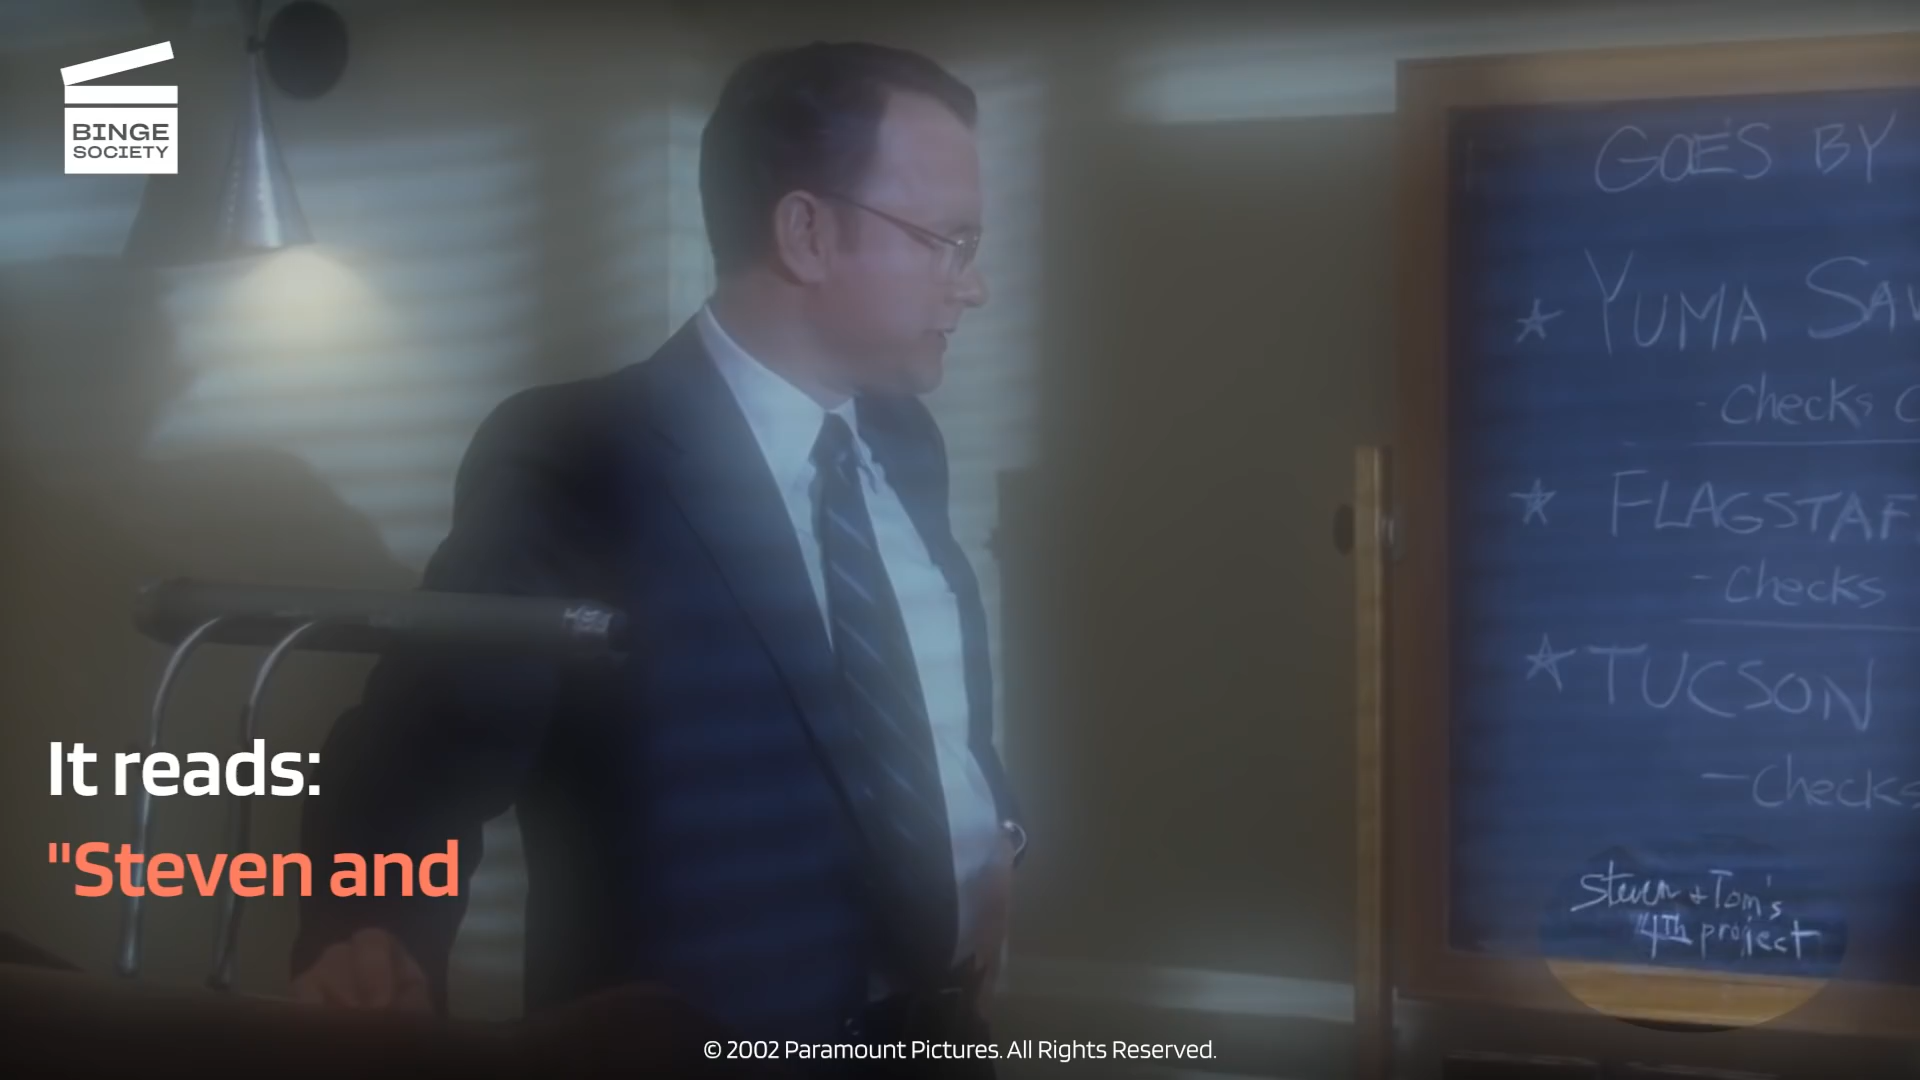 BINGE
SOCIETY
GOES BY
★ YUMA
- Checks
★
- Checks
★ TUCSON
- Checks
Steven & Tom's
4Th project
It reads:
"Steven and
© 2002 Paramount Pictures. All Rights Reserved.